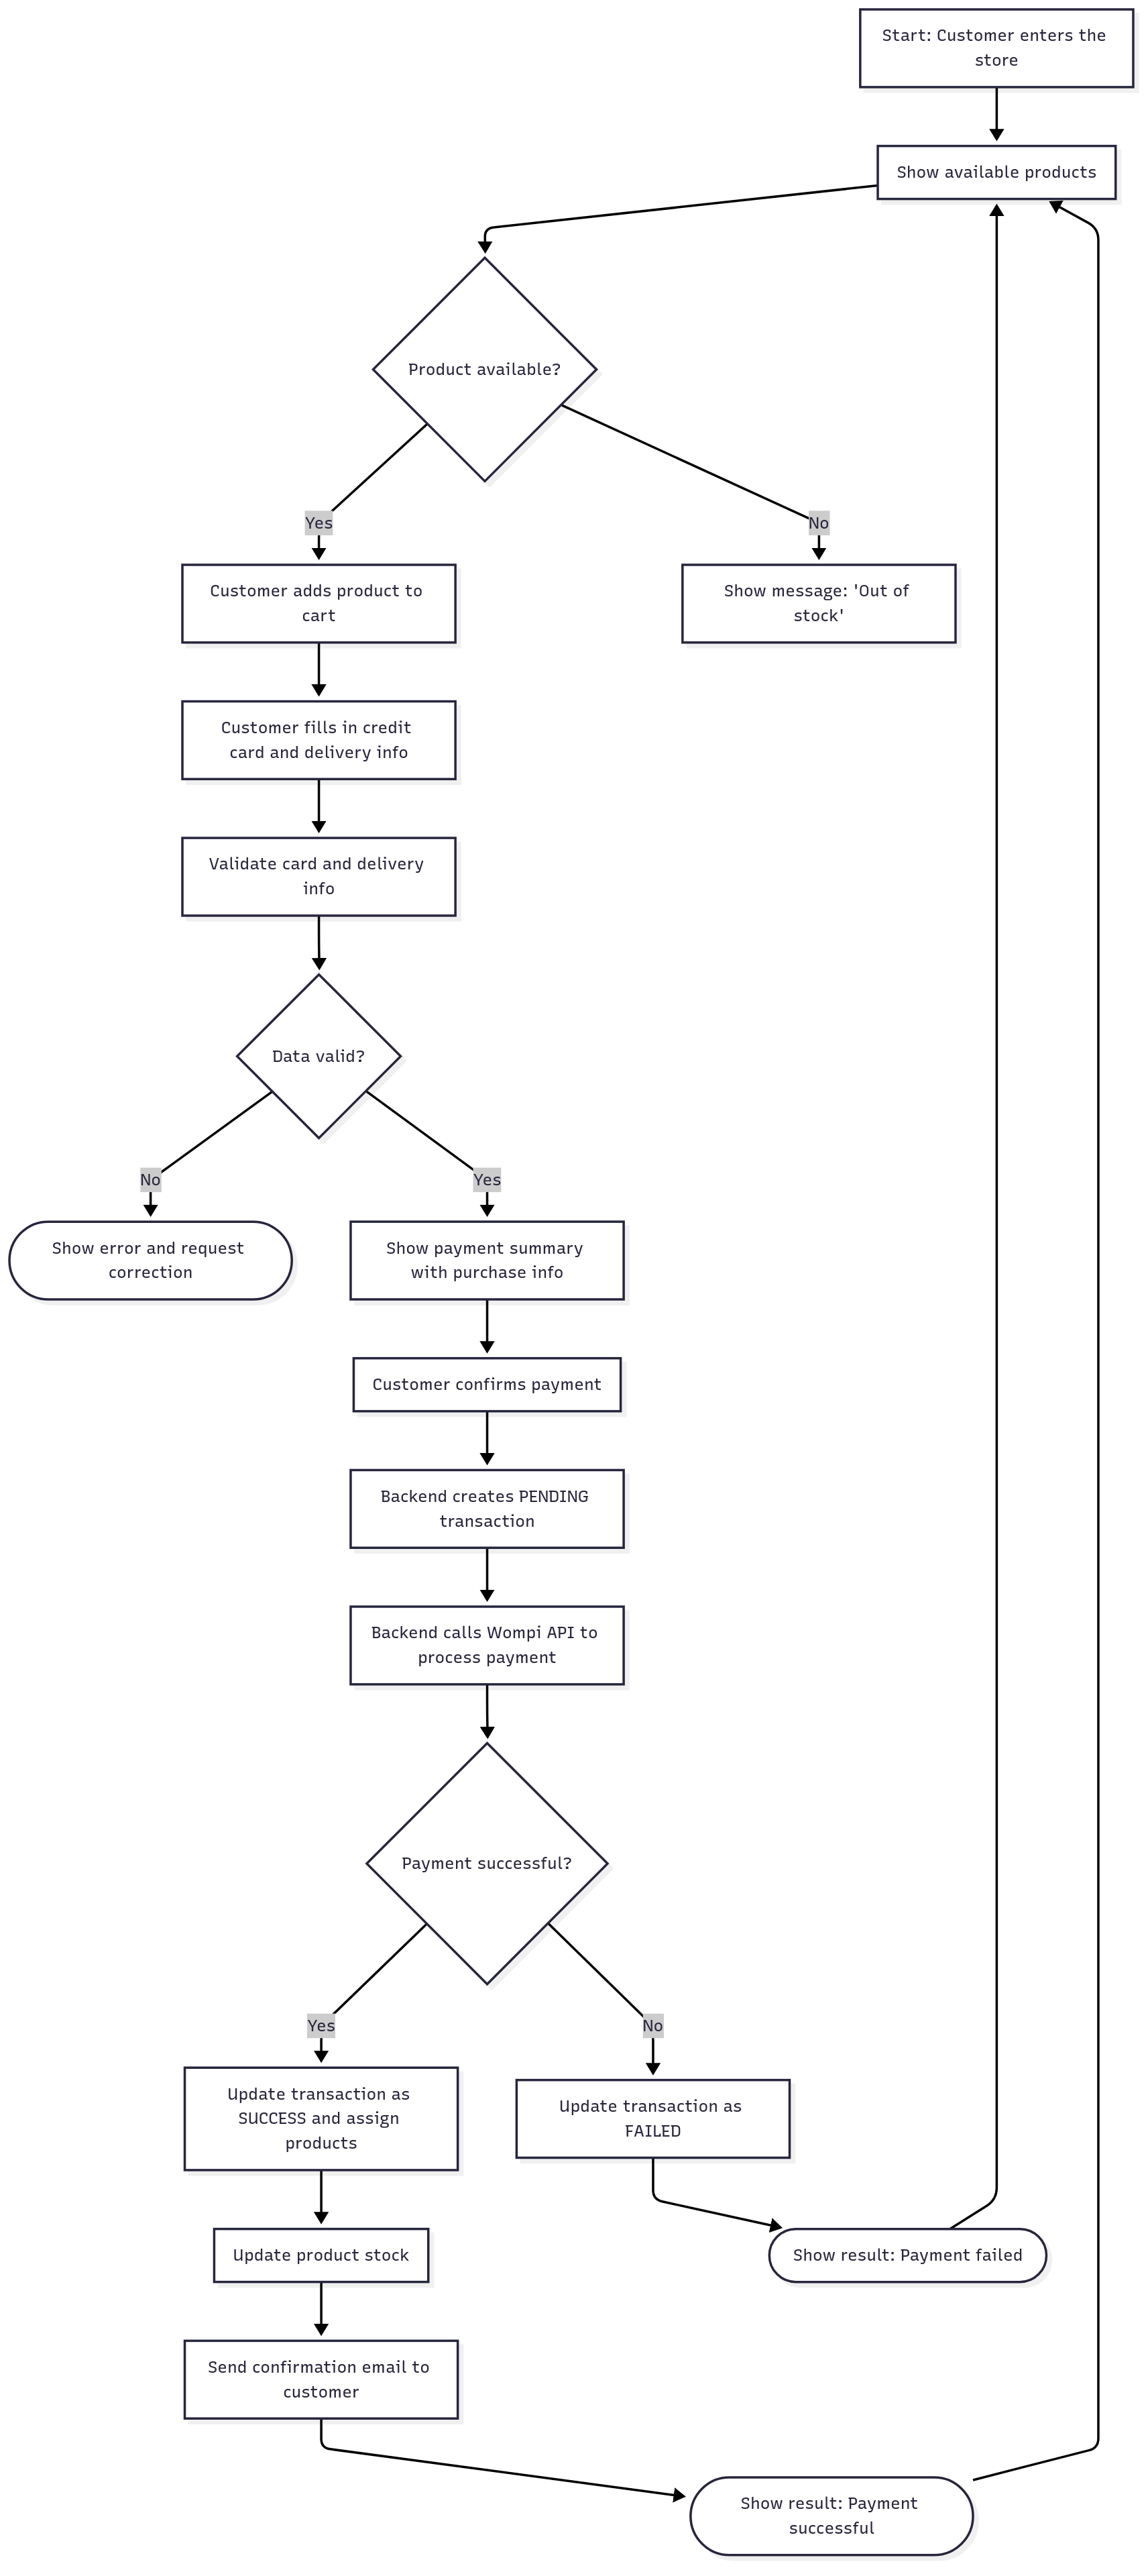 Start: Customer enters the
store
Show available products
Product available?
Yes
No
Customer adds product to
cart
Show message: 'Out of
stock'
Customer fills in credit
card and delivery info
Validate card and delivery
info
Data valid?
No
Yes
Show error and request
correction
Show payment summary
with purchase info
Customer confirms payment
Backend creates PENDING
transaction
Backend calls Wompi API to
process payment
Payment successful?
Yes
No
Update transaction as
SUCCESS and assign
products
Update transaction as
FAILED
Update product stock
Show result: Payment failed
Send confirmation email to
customer
Show result: Payment
successful